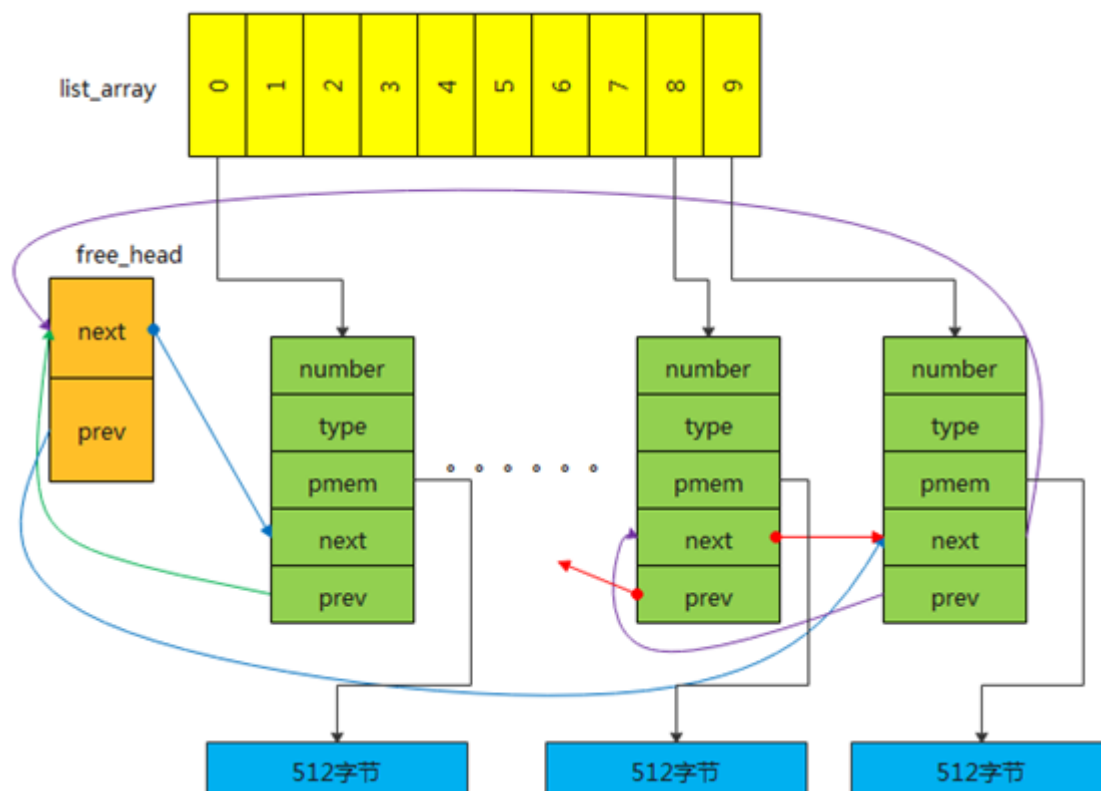 list_array
0 1 2 3 4 5 6 7 8 9
free_head
next
prev
number
type
pmem
next
prev
number
type
pmem
next
prev
number
type
pmem
next
prev
512字节
512字节
512字节